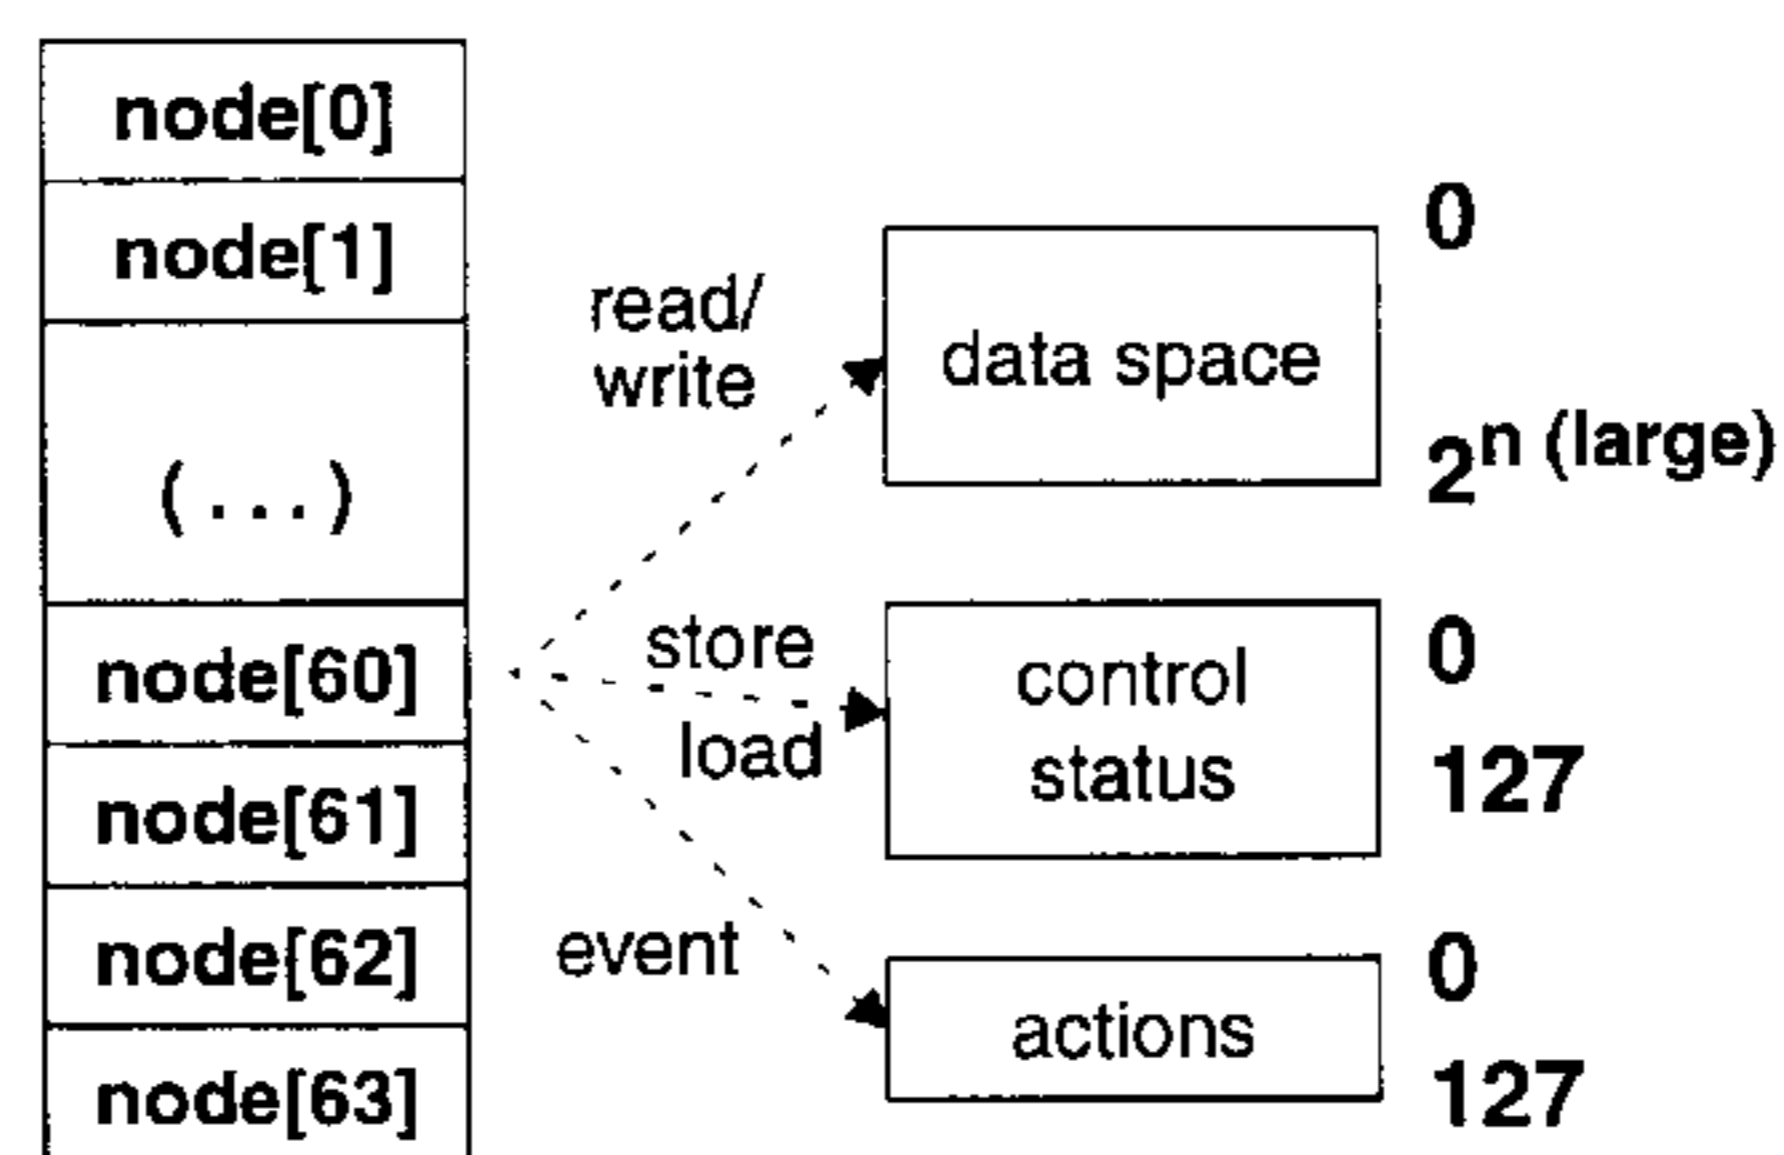 node[0]
node[1]
(...)
node[60]
node[61]
node[62]
node[63]
read/
write
store
load
event
data space
control
status
actions
0
2^n (large)
0
127
0
127